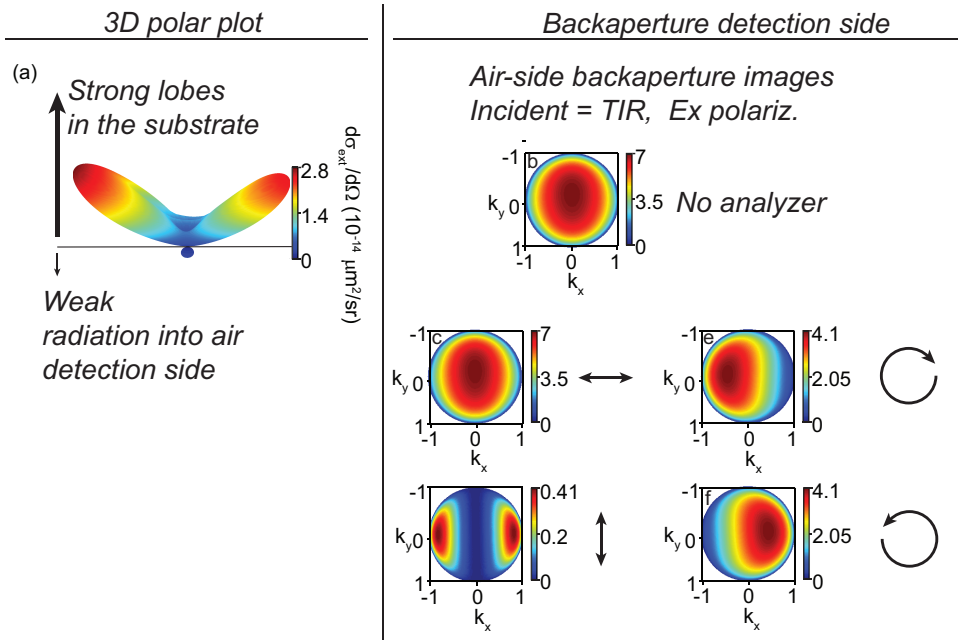 3D polar plot
Backaperture detection side
(a)
Strong lobes
in the substrate
2.8
1.4
0
dσext/dΩ (10-14 μm2/sr)
Weak
radiation into air
detection side
Air-side backaperture images
Incident = TIR, Ex polariz.
b
-1
ky 0
1
-1 0 1
kx
7
3.5
0
No analyzer
c
-1
ky 0
1
-1 0 1
kx
7
3.5
0
e
-1
ky 0
1
-1 0 1
kx
4.1
2.05
0
-1
ky 0
1
-1 0 1
kx
0.41
0.2
0
f
-1
ky 0
1
-1 0 1
kx
4.1
2.05
0